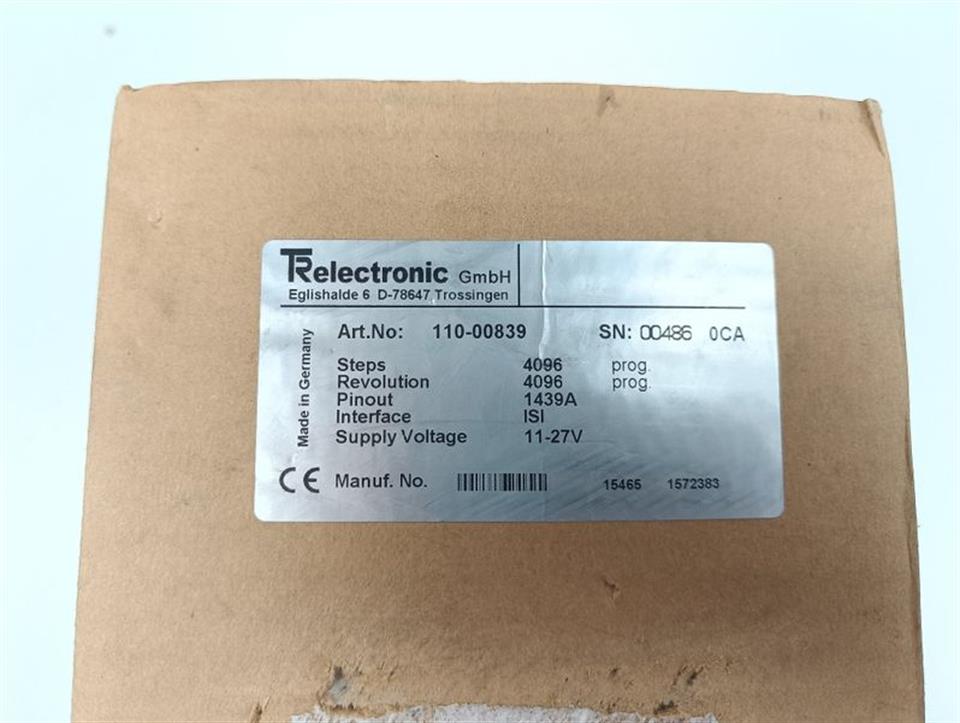 TRelectronic GmbH
Eglishalde 6 D-78647 Trossingen
Made in Germany
Art.No: 110-00839 SN: 00486 0CA
Steps 4096 prog.
Revolution 4096 prog.
Pinout 1439A
Interface ISI
Supply Voltage 11-27V
CE Manuf. No. 15465 1572383